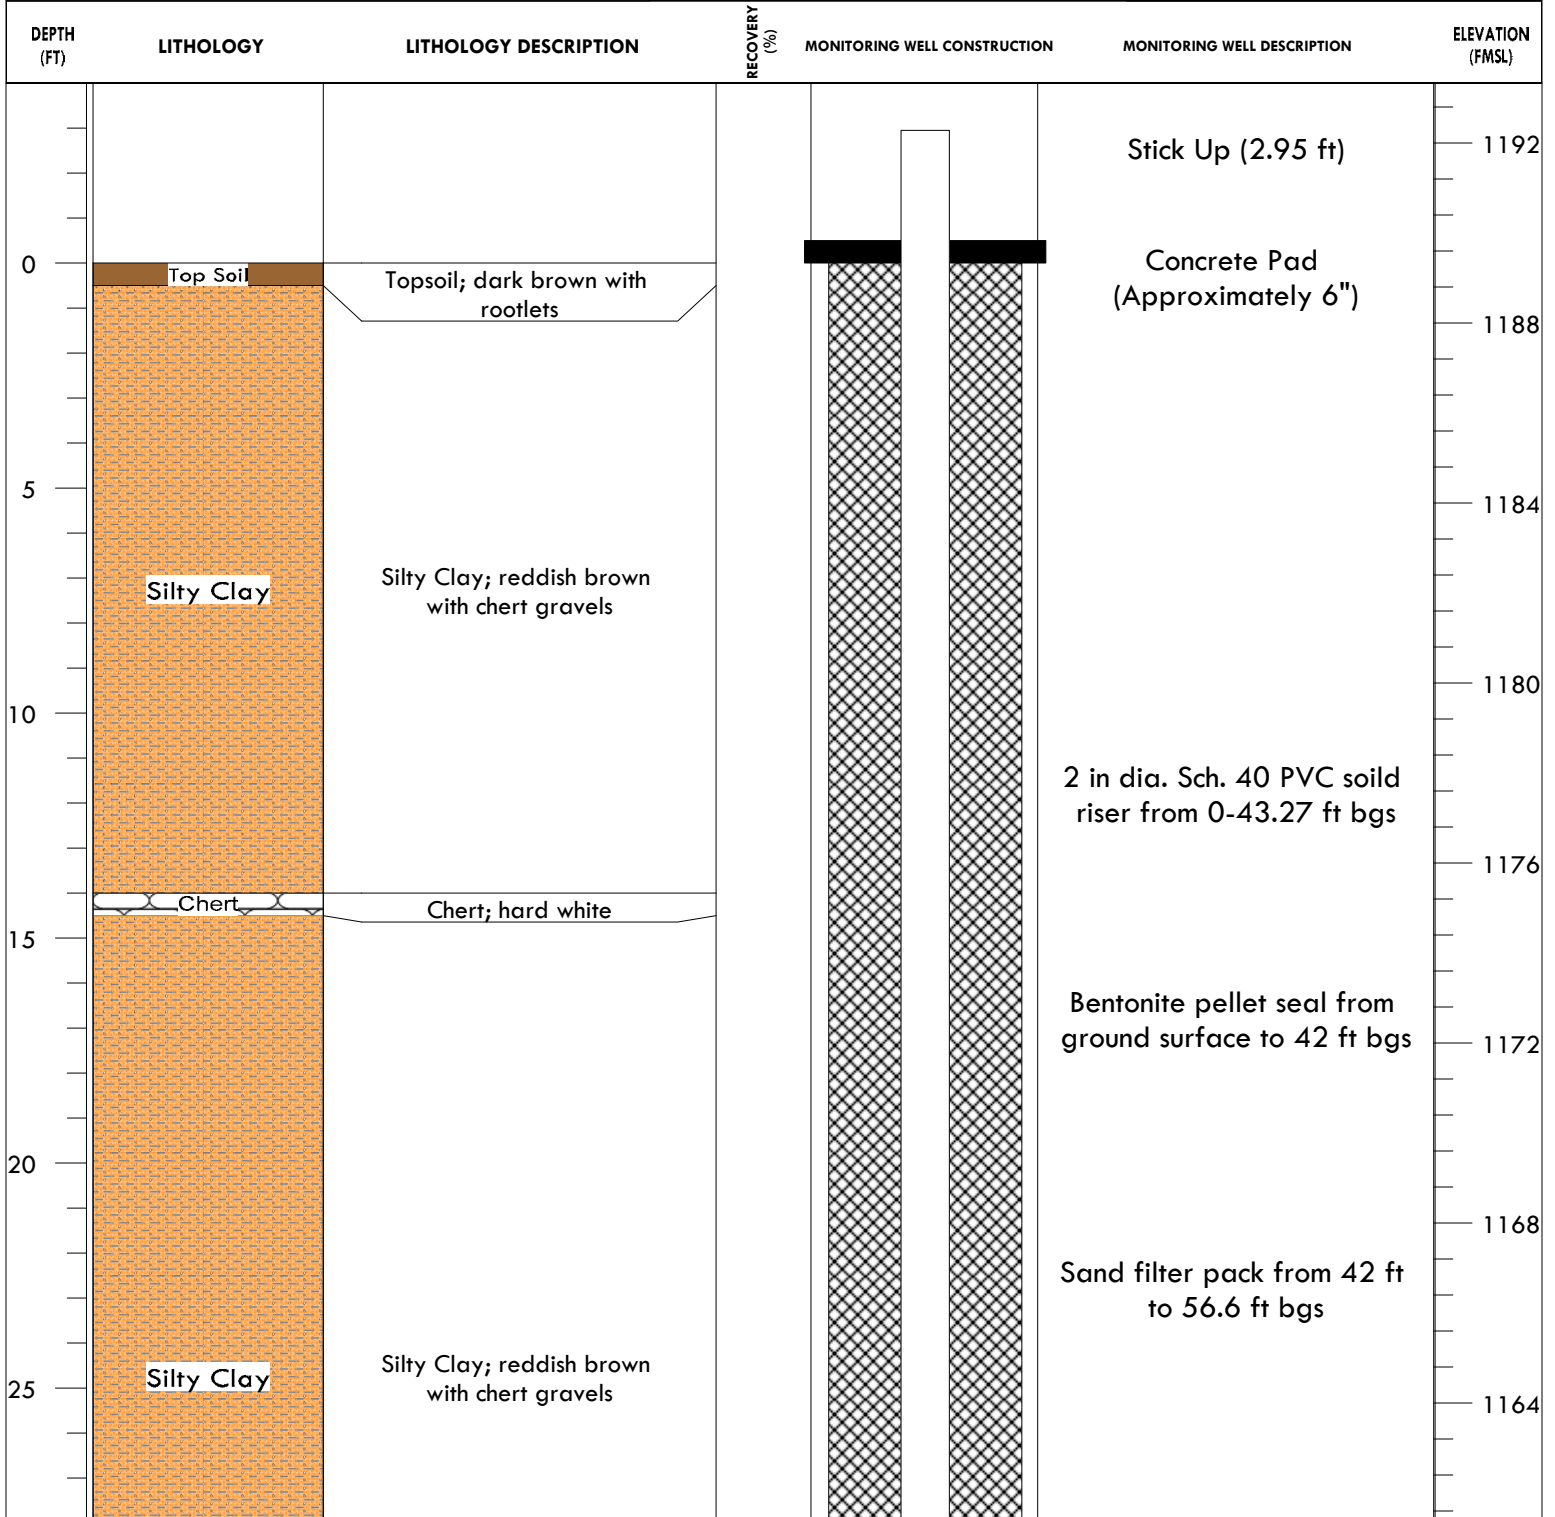 DEPTH
(FT)
LITHOLOGY
LITHOLOGY DESCRIPTION
RECOVERY
(%)
MONITORING WELL CONSTRUCTION
MONITORING WELL DESCRIPTION
ELEVATION
(FMSL)
Stick Up (2.95 ft)
1192
0
Top Soil
Topsoil; dark brown with
rootlets
Concrete Pad
(Approximately 6")
1188
5
1184
Silty Clay
Silty Clay; reddish brown
with chert gravels
1180
10
2 in dia. Sch. 40 PVC soild
riser from 0-43.27 ft bgs
1176
Chert
Chert; hard white
15
Bentonite pellet seal from
ground surface to 42 ft bgs
1172
20
1168
Sand filter pack from 42 ft
to 56.6 ft bgs
Silty Clay
Silty Clay; reddish brown
with chert gravels
25
1164